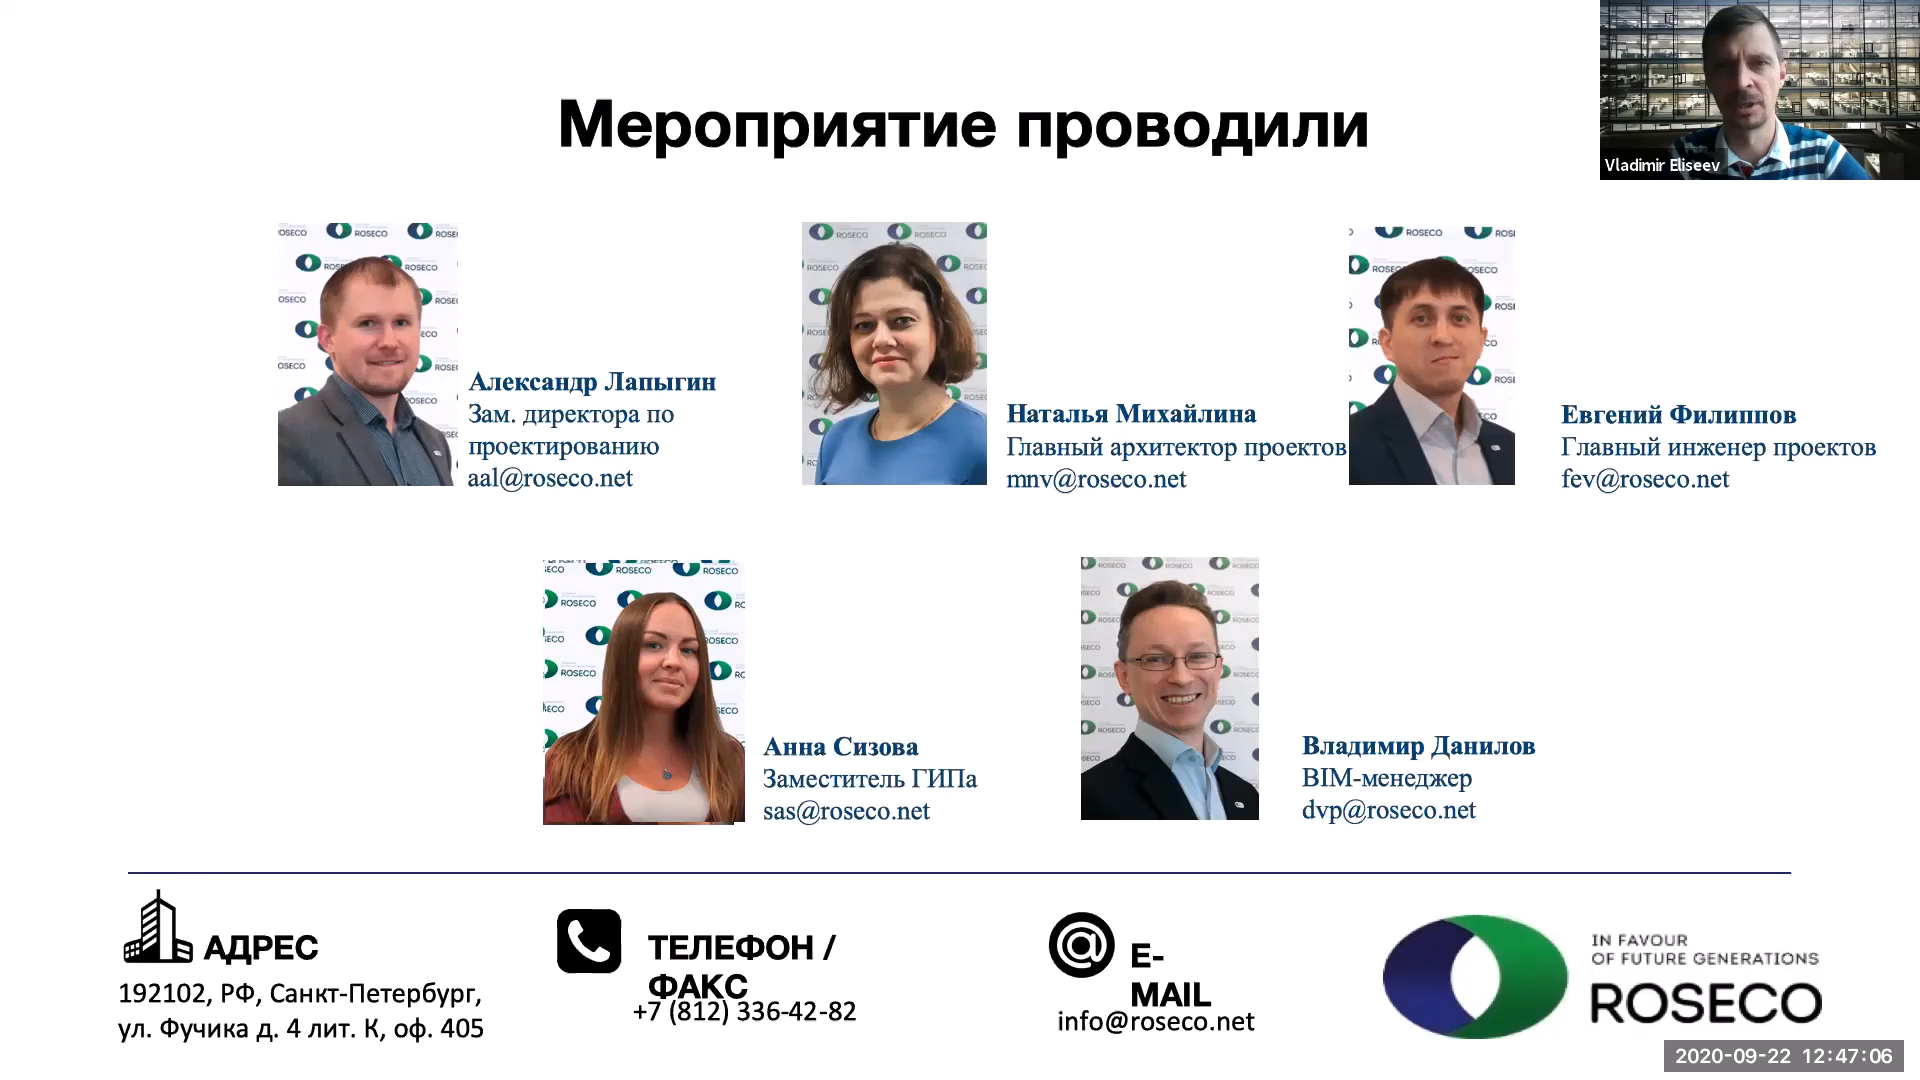 Мероприятие проводили
Vladimir Eliseev
Александр Лапыгин
Зам. директора по
проектированию
aal@roseco.net
Наталья Михайлина
Главный архитектор проектов
mnv@roseco.net
Евгений Филиппов
Главный инженер проектов
fev@roseco.net
Анна Сизова
Заместитель ГИПа
sas@roseco.net
Владимир Данилов
BIM-менеджер
dvp@roseco.net
АДРЕС
192102, РФ, Санкт-Петербург,
ул. Фучика д. 4 лит. К, оф. 405
ТЕЛЕФОН /
ФАКС
+7 (812) 336-42-82
E-
MAIL
info@roseco.net
IN FAVOUR
OF FUTURE GENERATIONS
ROSECO
2020-09-22 12:47:06